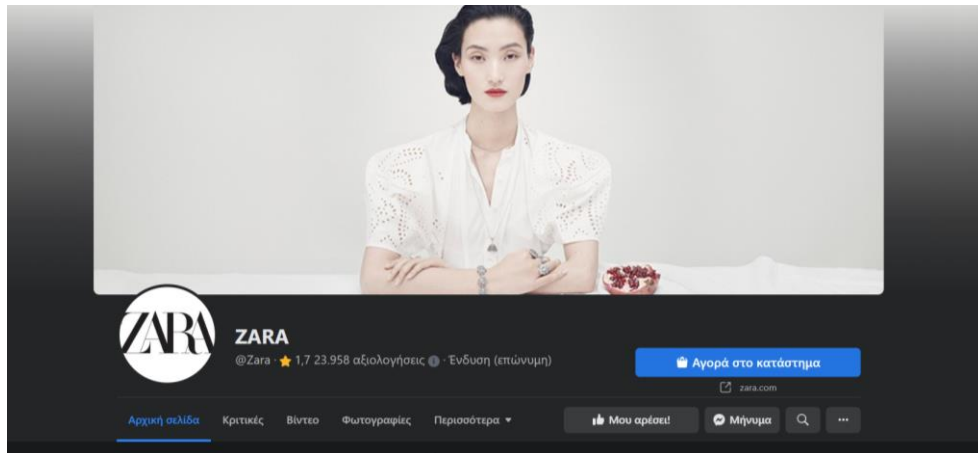 ZARA
ZARA
@Zara · ⭐ 1,7 23.958 αξιολογήσεις · Ένδυση (επώνυμη)
Αγορά στο κατάστημα
zara.com
Αρχική σελίδα Κριτικές Βίντεο Φωτογραφίες Περισσότερα
Μου αρέσει! Μήνυμα